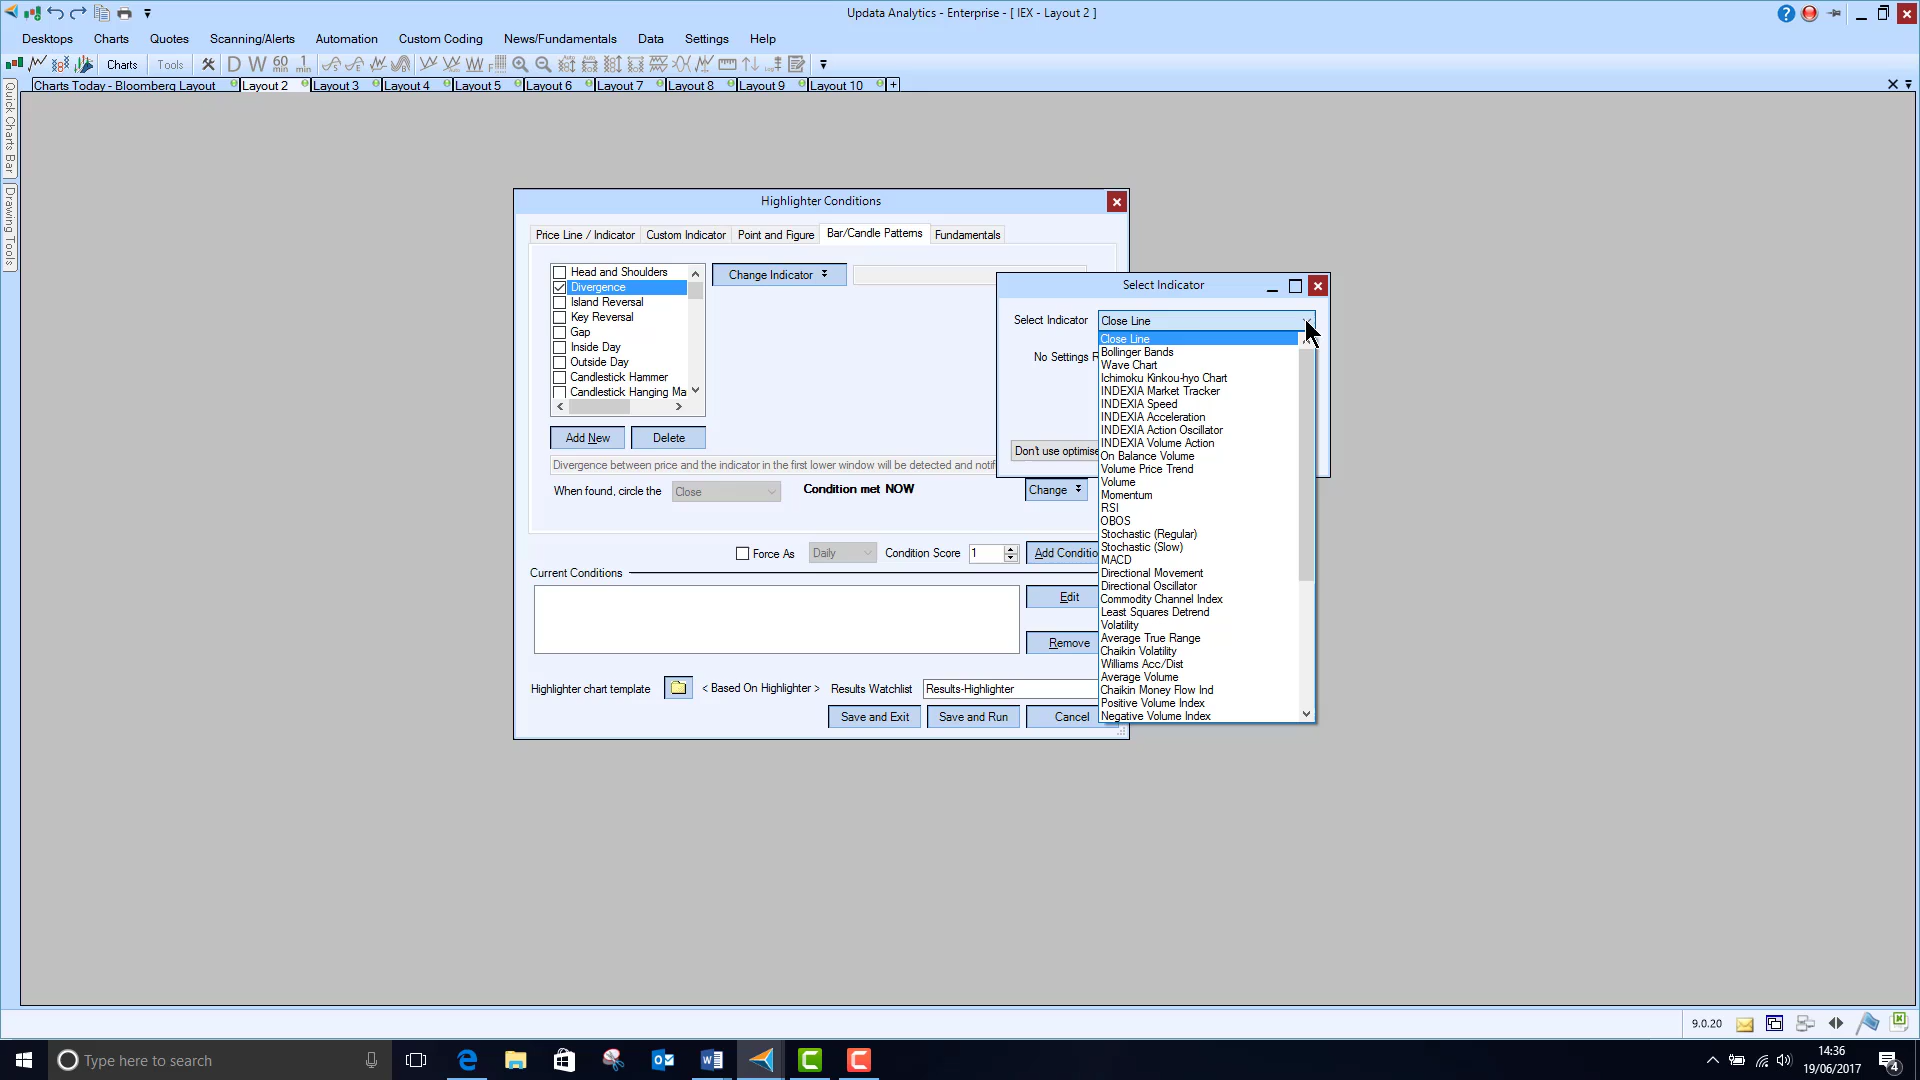 Updata Analytics - Enterprise - [ IEX - Layout 2 ]
Desktops Charts Quotes Scanning/Alerts Automation Custom Coding News/Fundamentals Data Settings Help
Charts Tools D W 60 min 1 min
Charts Today - Bloomberg Layout Layout 2 Layout 3 Layout 4 Layout 5 Layout 6 Layout 7 Layout 8 Layout 9 Layout 10 +
Quick Charts Bar
Drawing Tools
Highlighter Conditions
Price Line / Indicator Custom Indicator Point and Figure Bar/Candle Patterns Fundamentals
Head and Shoulders
Divergence
Island Reversal
Key Reversal
Gap
Inside Day
Outside Day
Candlestick Hammer
Candlestick Hanging Ma
Change Indicator
Add New Delete
Divergence between price and the indicator in the first lower window will be detected and notif
When found, circle the Close Condition met NOW Change
Force As Daily Condition Score 1 Add Conditio
Current Conditions
Edit
Remove
Highlighter chart template < Based On Highlighter > Results Watchlist Results-Highlighter
Save and Exit Save and Run Cancel
Select Indicator
Select Indicator Close Line
No Settings R
Don't use optimise
Close Line
Bollinger Bands
Wave Chart
Ichimoku Kinkou-hyo Chart
INDEXIA Market Tracker
INDEXIA Speed
INDEXIA Acceleration
INDEXIA Action Oscillator
INDEXIA Volume Action
On Balance Volume
Volume Price Trend
Volume
Momentum
RSI
OBOS
Stochastic (Regular)
Stochastic (Slow)
MACD
Directional Movement
Directional Oscillator
Commodity Channel Index
Least Squares Detrend
Volatility
Average True Range
Chaikin Volatility
Williams Acc/Dist
Average Volume
Chaikin Money Flow Ind
Positive Volume Index
Negative Volume Index
9.0.20
Type here to search
14:36
19/06/2017
4